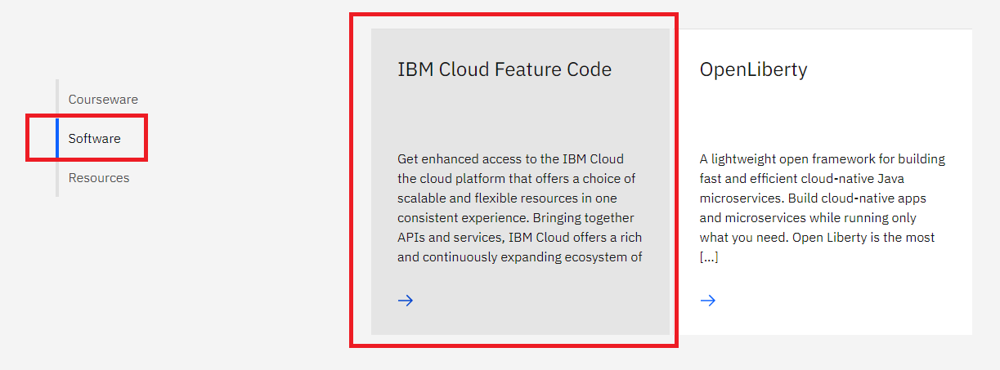 Courseware
Software
Resources
IBM Cloud Feature Code
Get enhanced access to the IBM Cloud
the cloud platform that offers a choice of
scalable and flexible resources in one
consistent experience. Bringing together
APIs and services, IBM Cloud offers a rich
and continuously expanding ecosystem of
OpenLiberty
A lightweight open framework for building
fast and efficient cloud-native Java
microservices. Build cloud-native apps
and microservices while running only
what you need. Open Liberty is the most
[...]